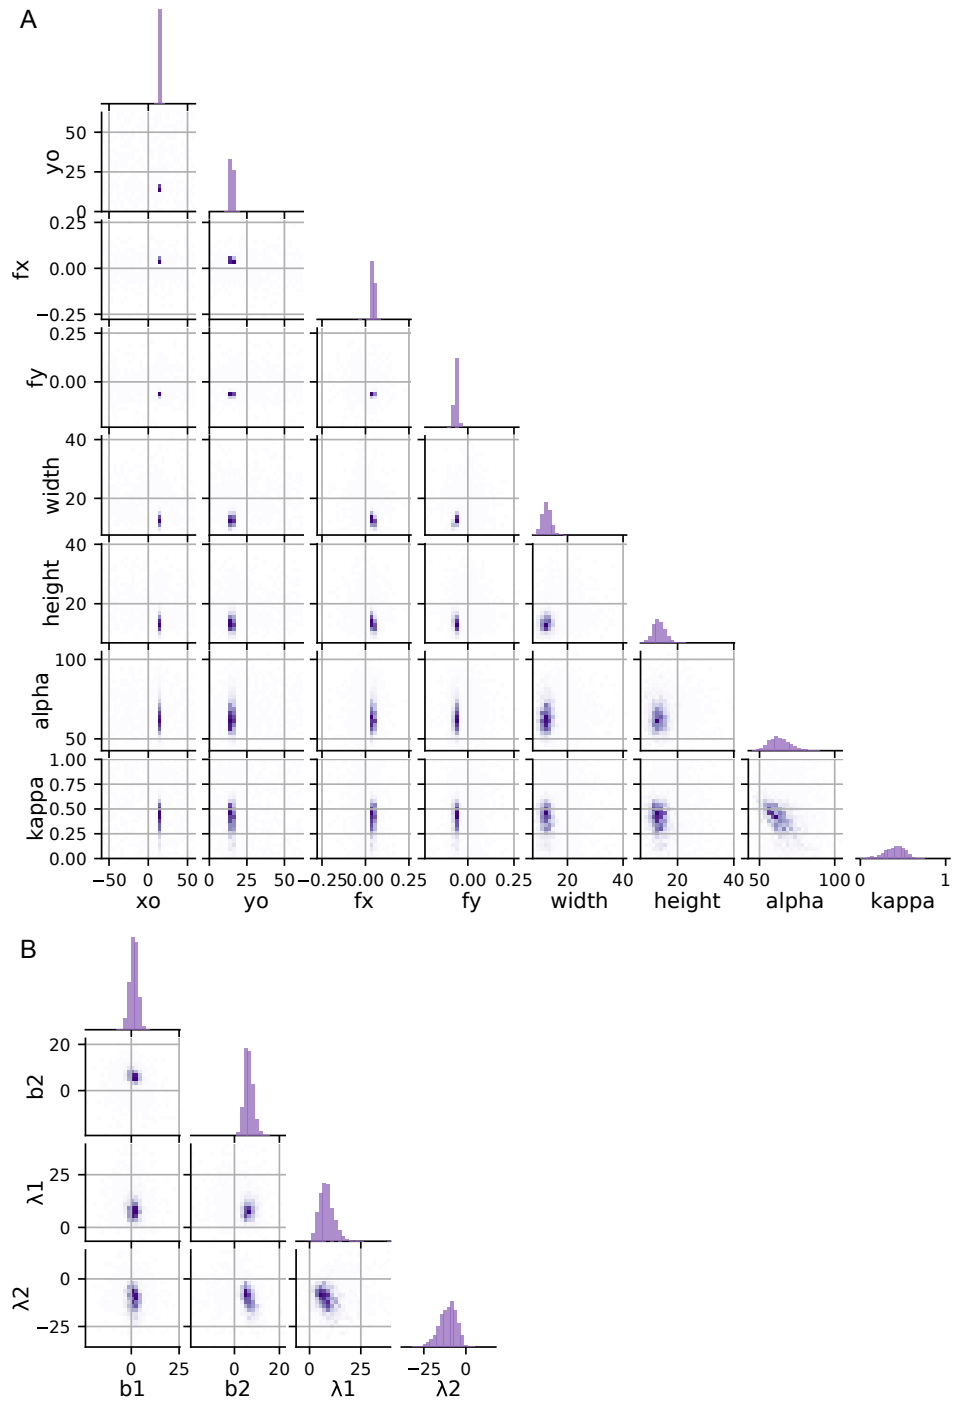 A
yo
50
25
0
fx
0.25
0.00
−0.25
fy
0.25
0.00
width
40
20
height
40
20
alpha
100
50
kappa
1.00
0.75
0.50
0.25
0.00
−50 0 50 0 25 50 −0.25 0.00 0.25 0.00 0.25 20 40 20 40 50 100 0 1
xo yo fx fy width height alpha kappa
B
b2
20
0
λ1
25
0
λ2
0
−25
0 25 0 20 0 25 −25 0
b1 b2 λ1 λ2